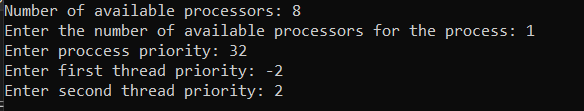 Number of available processors: 8
Enter the number of available processors for the process: 1
Enter proccess priority: 32
Enter first thread priority: -2
Enter second thread priority: 2